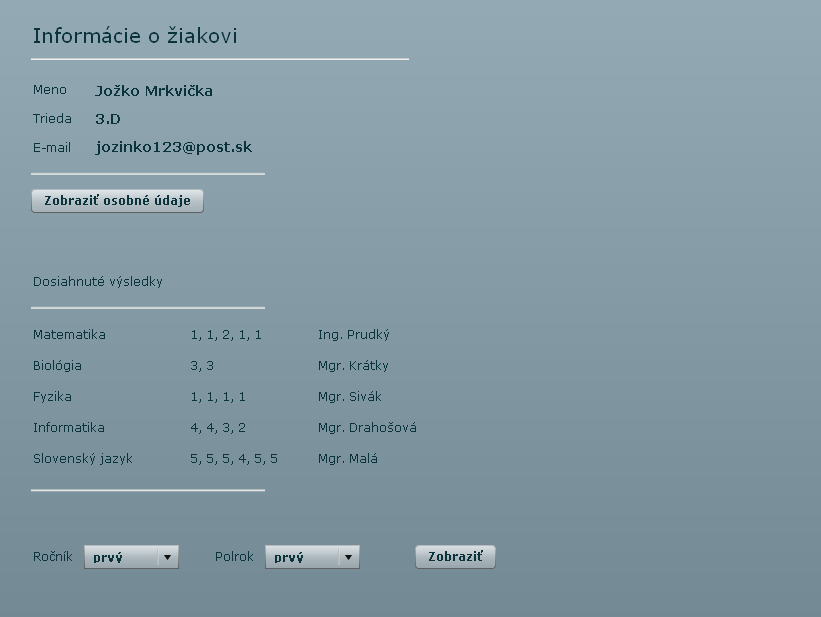 Informácie o žiakovi
Meno Jožko Mrkvička
Trieda 3.D
E-mail jozinko123@post.sk
Zobraziť osobné údaje
Dosiahnuté výsledky
Matematika 1, 1, 2, 1, 1 Ing. Prudký
Biológia 3, 3 Mgr. Krátky
Fyzika 1, 1, 1, 1 Mgr. Sivák
Informatika 4, 4, 3, 2 Mgr. Drahošová
Slovenský jazyk 5, 5, 5, 4, 5, 5 Mgr. Malá
Ročník prvý Polrok prvý Zobraziť